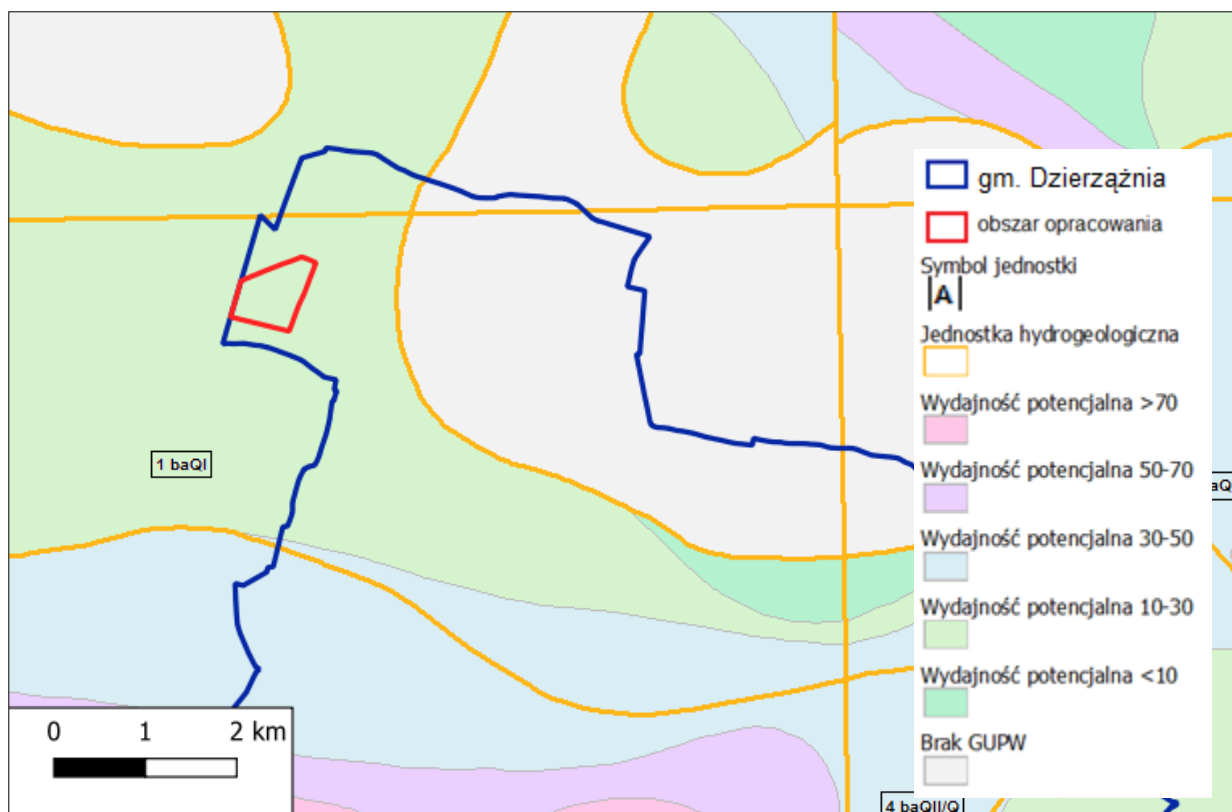 gm. Dzierzążnia
obszar opracowania
Symbol jednostki
|A|
Jednostka hydrogeologiczna
Wydajność potencjalna >70
1 baQI
Wydajność potencjalna 50-70
aQ
Wydajność potencjalna 30-50
Wydajność potencjalna 10-30
Wydajność potencjalna <10
0 1 2 km
Brak GUPW
4 baQII/Q